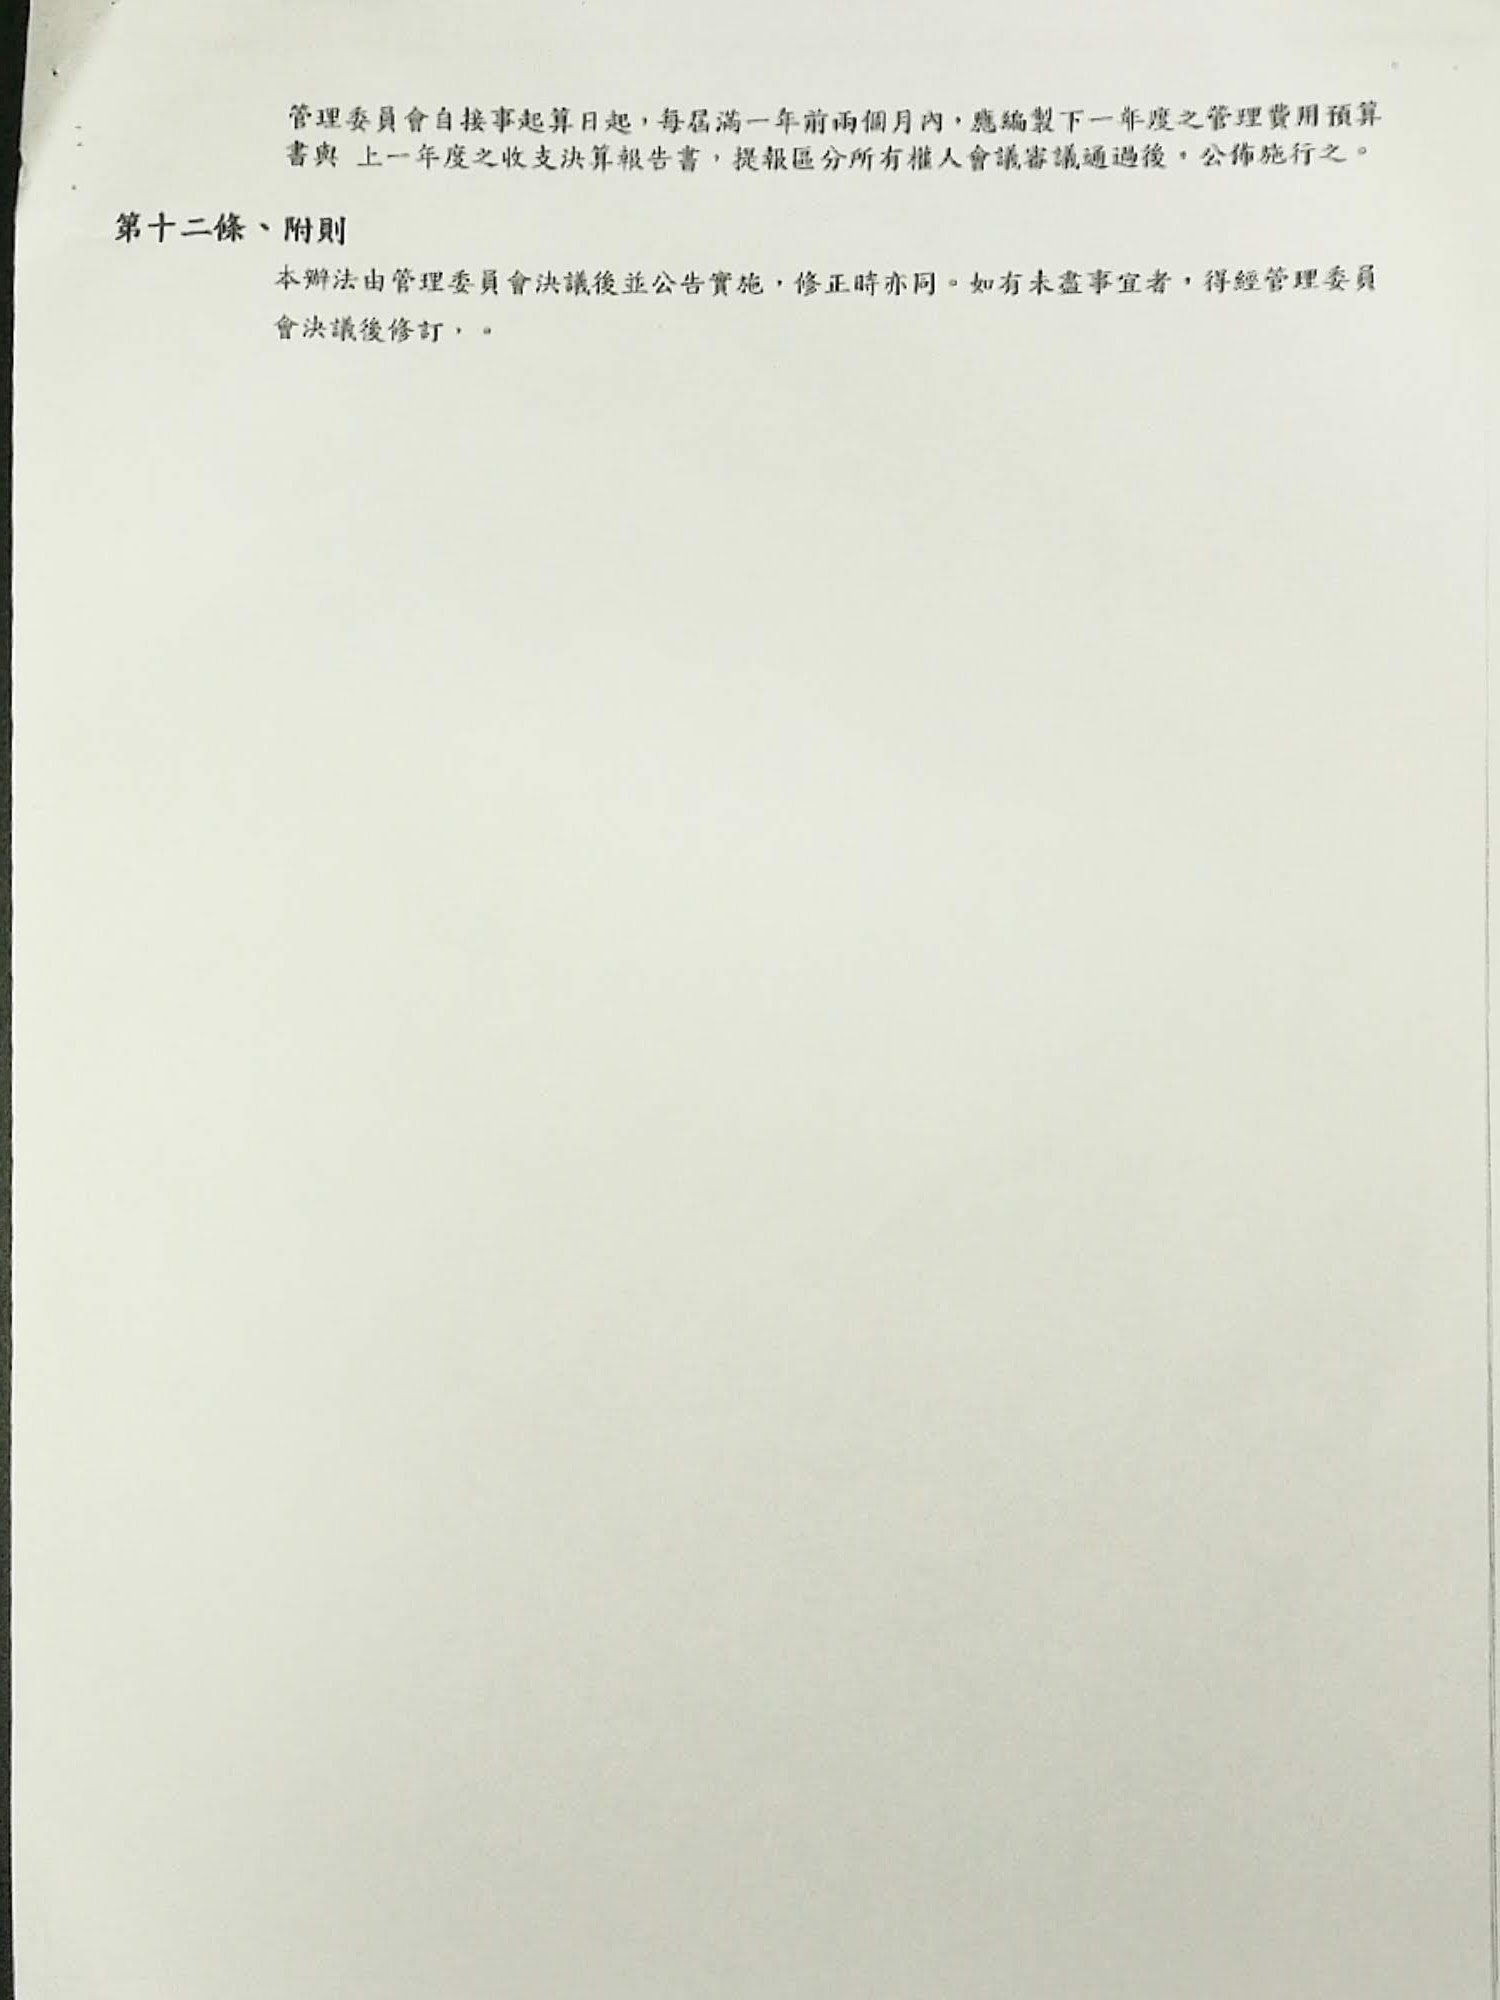 管理委員會自接事起算日起，每屆滿一年前兩個月內，應編製下一年度之管理費用預算
書與 上一年度之收支決算報告書，提報區分所有權人會議審議通過後，公佈施行之。
第十二條、附則
本辦法由管理委員會決議後並公告實施，修正時亦同。如有未盡事宜者，得經管理委員
會決議後修訂，。